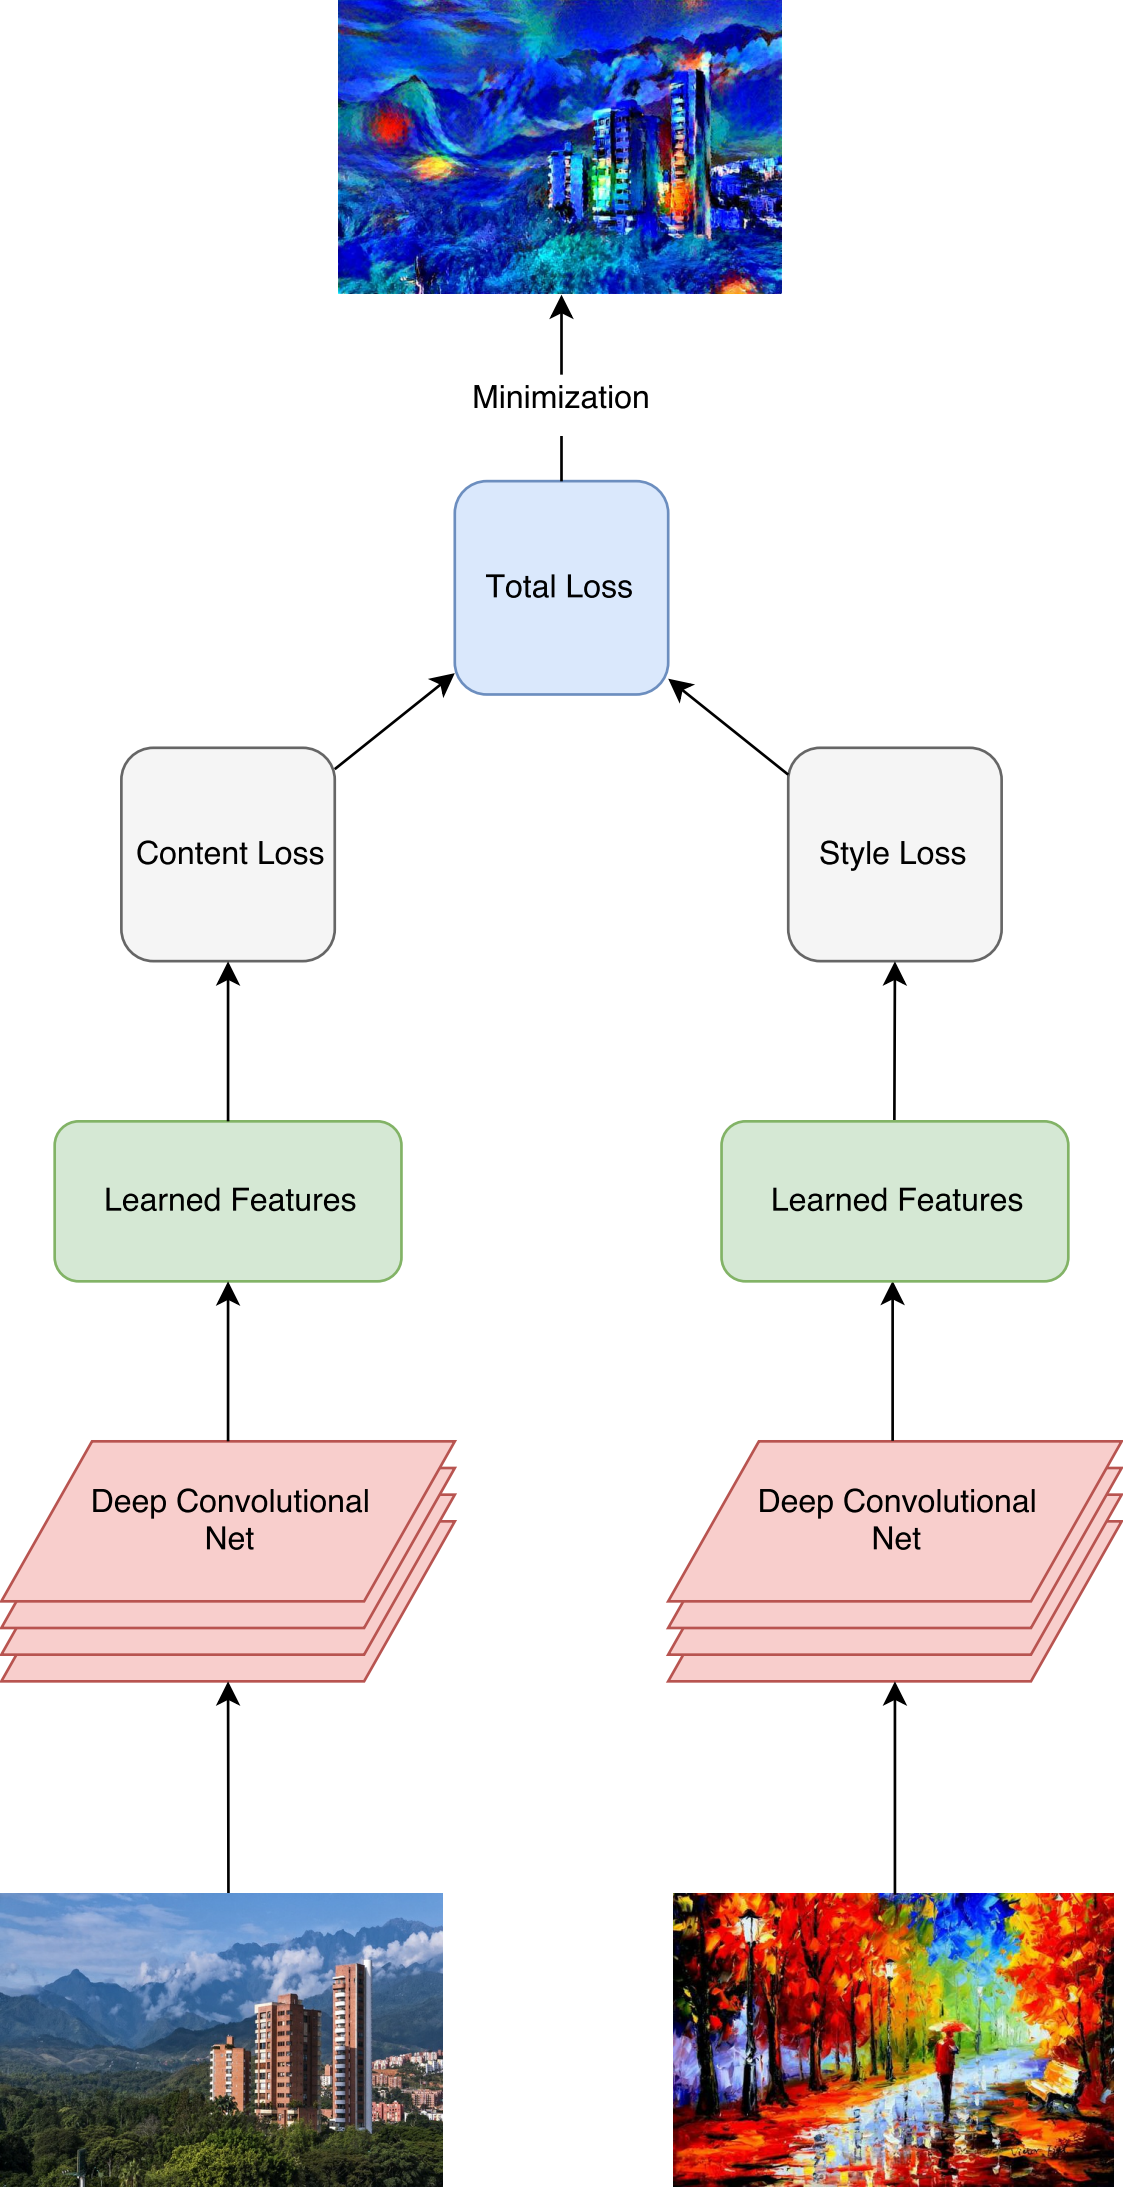 Minimization
Total Loss
Content Loss
Style Loss
Learned Features
Learned Features
Deep Convolutional
Net
Deep Convolutional
Net